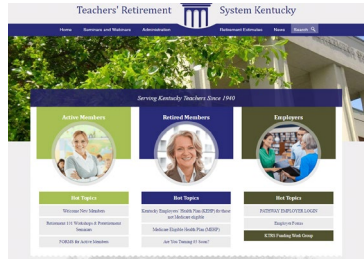 Teachers' Retirement System Kentucky
Home Seminars and Webinars Administration Retirement Estimates News Search
Serving Kentucky Teachers Since 1940
Active Members
Retired Members
Employers
Hot Topics
Hot Topics
Hot Topics
Welcome New Members
Kentucky Employees' Health Plan (KEHP) for those not Medicare eligible
PATHWAY EMPLOYER LOGIN
Retirement 101 Workshops & Preretirement Seminars
Medicare Eligible Health Plan (MEHP)
Employer Forms
FORMS for Active Members
Are You Turning 65 Soon?
KTRS Funding Work Group